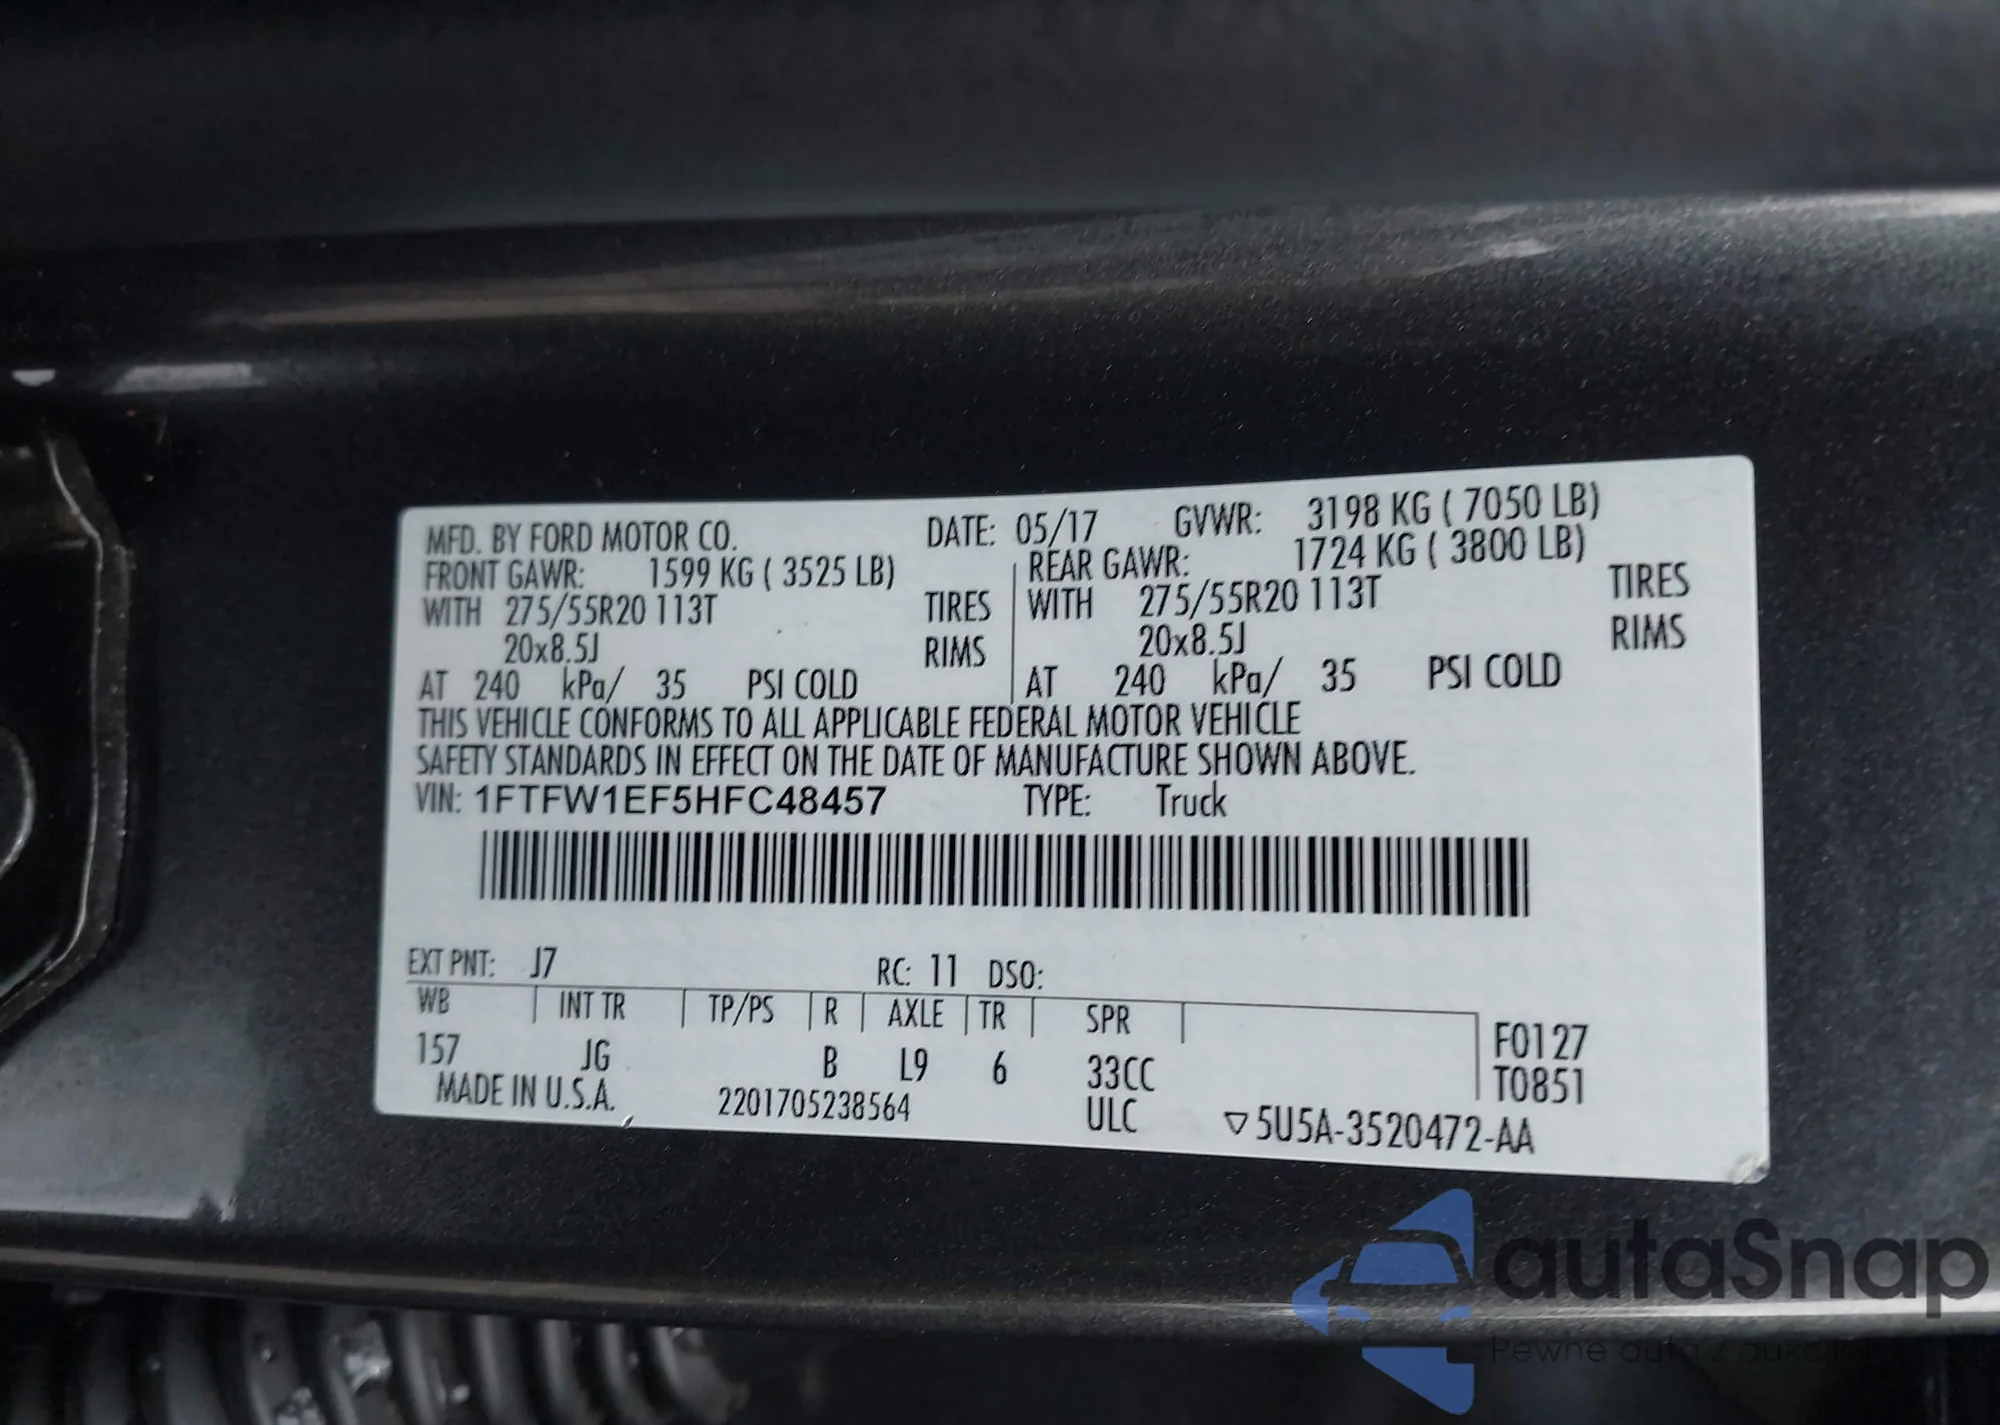 MFD. BY FORD MOTOR CO. DATE: 05/17 GVWR: 3198 KG ( 7050 LB)
FRONT GAWR: 1599 KG ( 3525 LB) REAR GAWR: 1724 KG ( 3800 LB)
WITH 275/55R20 113T TIRES WITH 275/55R20 113T TIRES
20x8.5J RIMS 20x8.5J RIMS
AT 240 kPa/ 35 PSI COLD AT 240 kPa/ 35 PSI COLD
THIS VEHICLE CONFORMS TO ALL APPLICABLE FEDERAL MOTOR VEHICLE
SAFETY STANDARDS IN EFFECT ON THE DATE OF MANUFACTURE SHOWN ABOVE.
VIN: 1FTFW1EF5HFC48457 TYPE: Truck
EXT PNT: J7 RC: 11 DSO:
WB INT TR TP/PS R AXLE TR SPR
157 JG B L9 6 33CC F0127
T0851
MADE IN U.S.A. 2201705238564 ULC ▽5U5A-3520472-AA
autaSnap
Pewne auto z